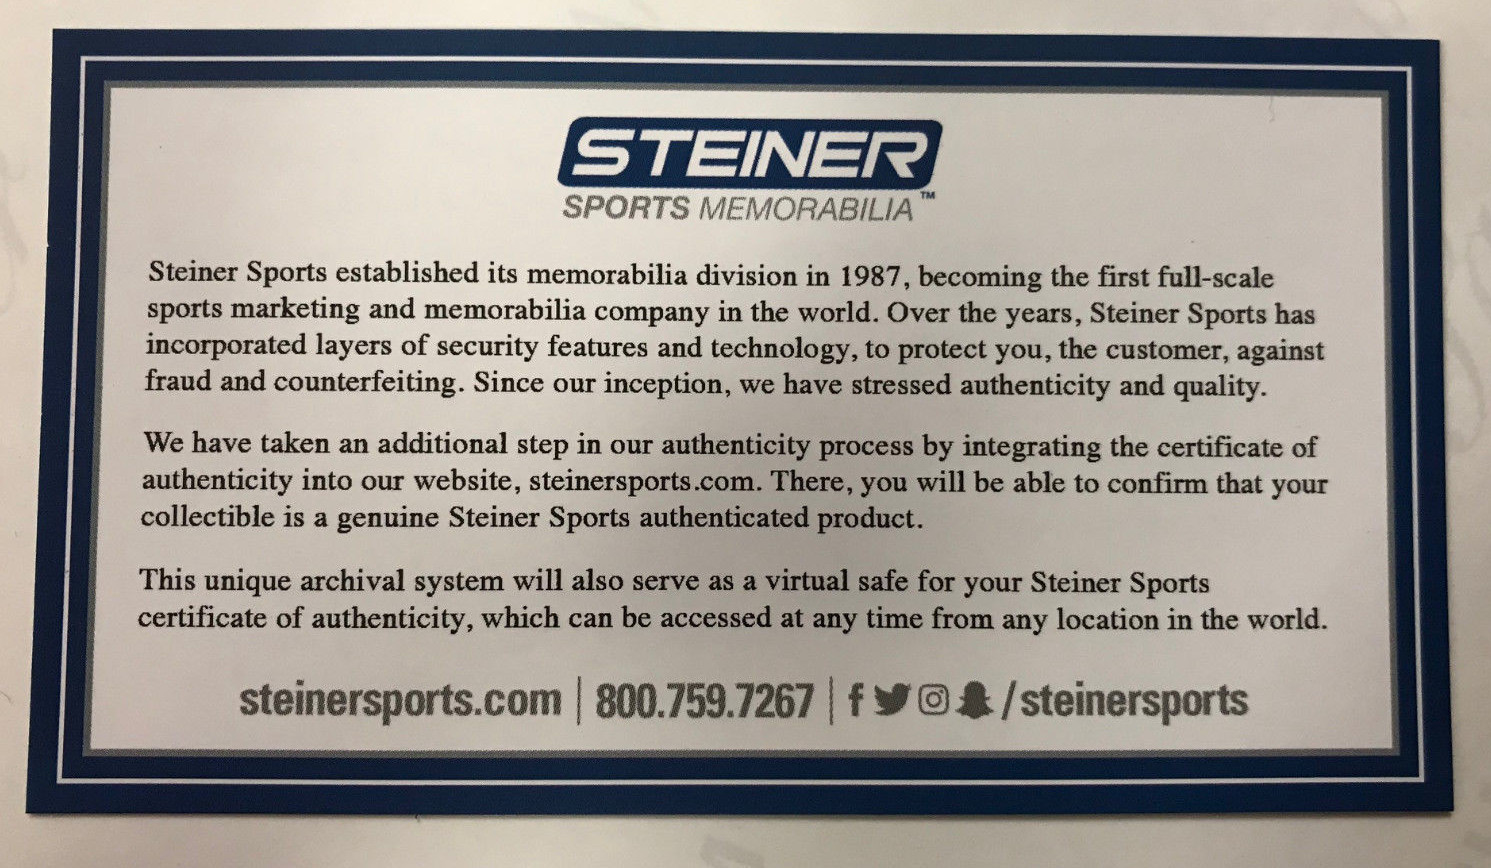 STEINER
SPORTS MEMORABILIA™
Steiner Sports established its memorabilia division in 1987, becoming the first full-scale
sports marketing and memorabilia company in the world. Over the years, Steiner Sports has
incorporated layers of security features and technology, to protect you, the customer, against
fraud and counterfeiting. Since our inception, we have stressed authenticity and quality.
We have taken an additional step in our authenticity process by integrating the certificate of
authenticity into our website, steinersports.com. There, you will be able to confirm that your
collectible is a genuine Steiner Sports authenticated product.
This unique archival system will also serve as a virtual safe for your Steiner Sports
certificate of authenticity, which can be accessed at any time from any location in the world.
steinersports.com | 800.759.7267 | f /steinersports